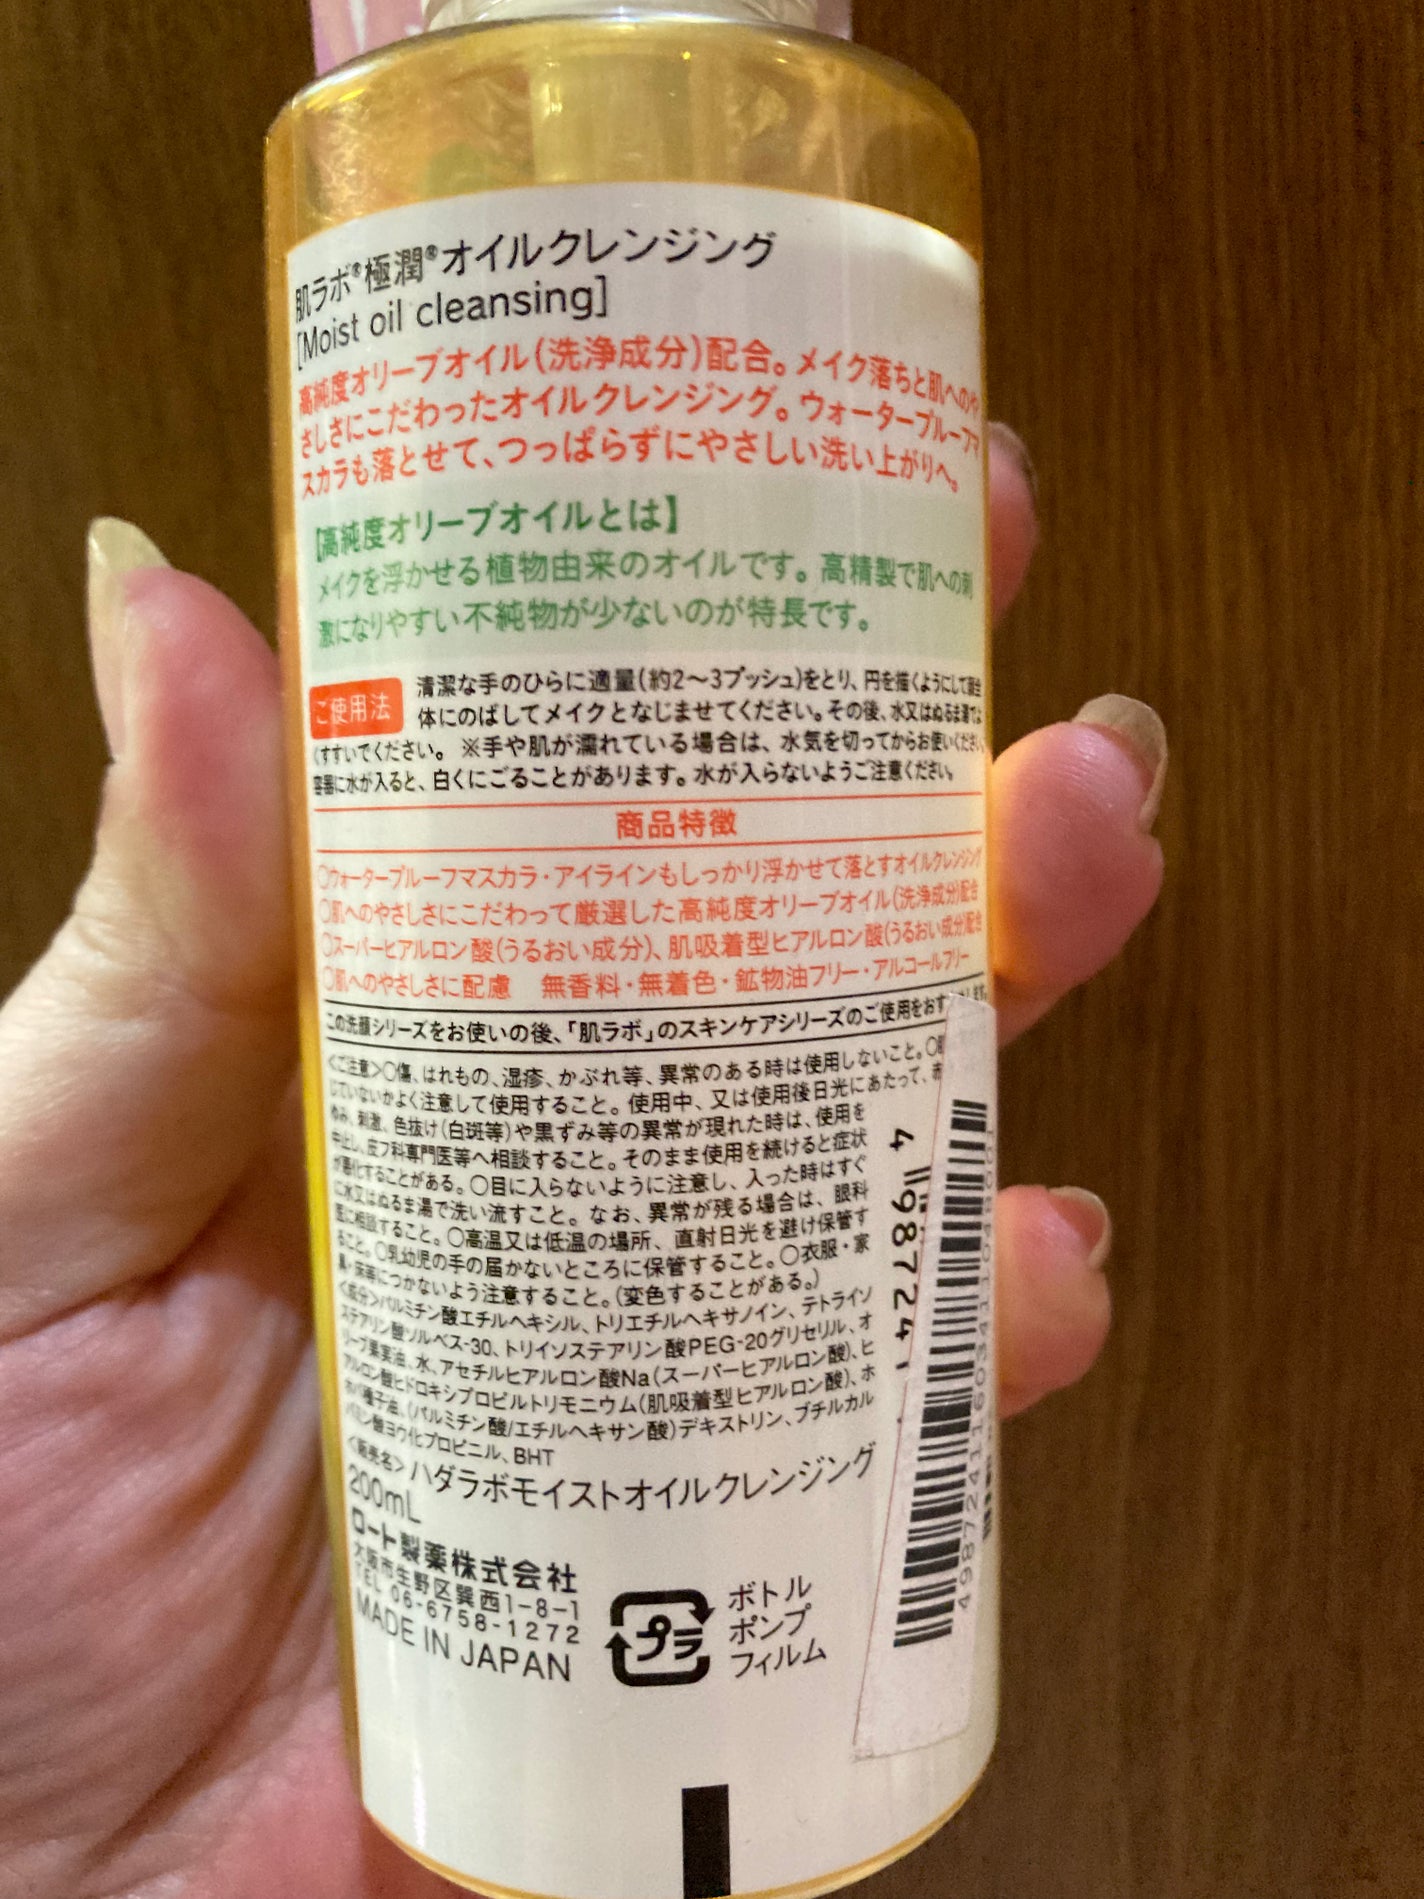 肌ラボ®極潤®オイルクレンジング
[Moist oil cleansing]
高純度オリーブオイル(洗浄成分)配合。メイク落ちと肌へのや
さしさにこだわったオイルクレンジング。ウォータープルーフマ
スカラも落とせて、つっぱらずにやさしい洗い上がりへ。
【高純度オリーブオイルとは】
メイクを浮かせる植物由来のオイルです。高精製で肌への刺
激になりやすい不純物が少ないのが特長です。
ご使用法
清潔な手のひらに適量(約2〜3プッシュ)をとり、円を描くようにして顔全
体にのばしてメイクとなじませてください。その後、水又はぬるま湯でよ
くすすいでください。 ※手や肌が濡れている場合は、水気を切ってからお使いください。
容器に水が入ると、白くにごることがあります。水が入らないようご注意ください。
商品特徴
○ウォータープルーフマスカラ・アイラインもしっかり浮かせて落とすオイルクレンジング
○肌へのやさしさにこだわって厳選した高純度オリーブオイル(洗浄成分)配合
○スーパーヒアルロン酸(うるおい成分)、肌吸着型ヒアルロン酸(うるおい成分)配合
○肌へのやさしさに配慮 無香料・無着色・鉱物油フリー・アルコールフリー
この洗顔シリーズをお使いの後、「肌ラボ」のスキンケアシリーズのご使用をおす します。
<ご注意>○傷、はれもの、湿疹、かぶれ等、異常のある時は使用しないこと。○
じていないかよく注意して使用すること。使用中、又は使用後日光にあたって、赤
ゆみ、刺激、色抜け(白斑等)や黒ずみ等の異常が現れた時は、使用を
中止し、皮フ科専門医等へ相談すること。そのまま使用を続けると症状
が悪化することがある。○目に入らないように注意し、入った時はすぐ
に水又はぬるま湯で洗い流すこと。なお、異常が残る場合は、眼科
医に相談すること。○高温又は低温の場所、直射日光を避け保管す
ること。○乳幼児の手の届かないところに保管すること。○衣服・家
具・床等につかないよう注意すること。(変色することがある。)
<成分>パルミチン酸エチルヘキシル、トリエチルヘキサノイン、テトライソ
ステアリン酸ソルベス-30、トリイソステアリン酸PEG-20グリセリル、オ
リーブ果実油、水、アセチルヒアルロン酸Na(スーパーヒアルロン酸)、ヒ
アルロン酸ヒドロキシプロピルトリモニウム(肌吸着型ヒアルロン酸)、ホ
ホバ種子油、(パルミチン酸/エチルヘキサン酸)デキストリン、ブチルカル
バミン酸ヨウ化プロピニル、BHT
<販売名>ハダラボモイストオイルクレンジング
200mL
ロート製薬株式会社
大阪市生野区巽西1-8-1
TEL 06-6758-1272
MADE IN JAPAN
プラ
ボトル
ポンプ
フィルム
4 98724